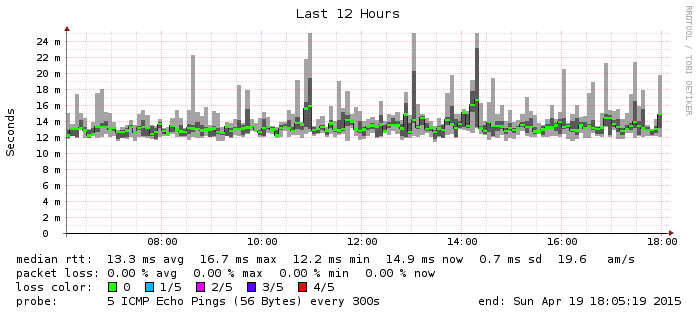 Last 12 Hours
RRDTOOL / TOBI OETIKER
Seconds
24 m
22 m
20 m
18 m
16 m
14 m
12 m
10 m
8 m
6 m
4 m
2 m
0
08:00 10:00 12:00 14:00 16:00 18:00
median rtt: 13.3 ms avg 16.7 ms max 12.2 ms min 14.9 ms now 0.7 ms sd 19.6 am/s
packet loss: 0.00 % avg 0.00 % max 0.00 % min 0.00 % now
loss color: 0 1/5 2/5 3/5 4/5
probe: 5 ICMP Echo Pings (56 Bytes) every 300s end: Sun Apr 19 18:05:19 2015